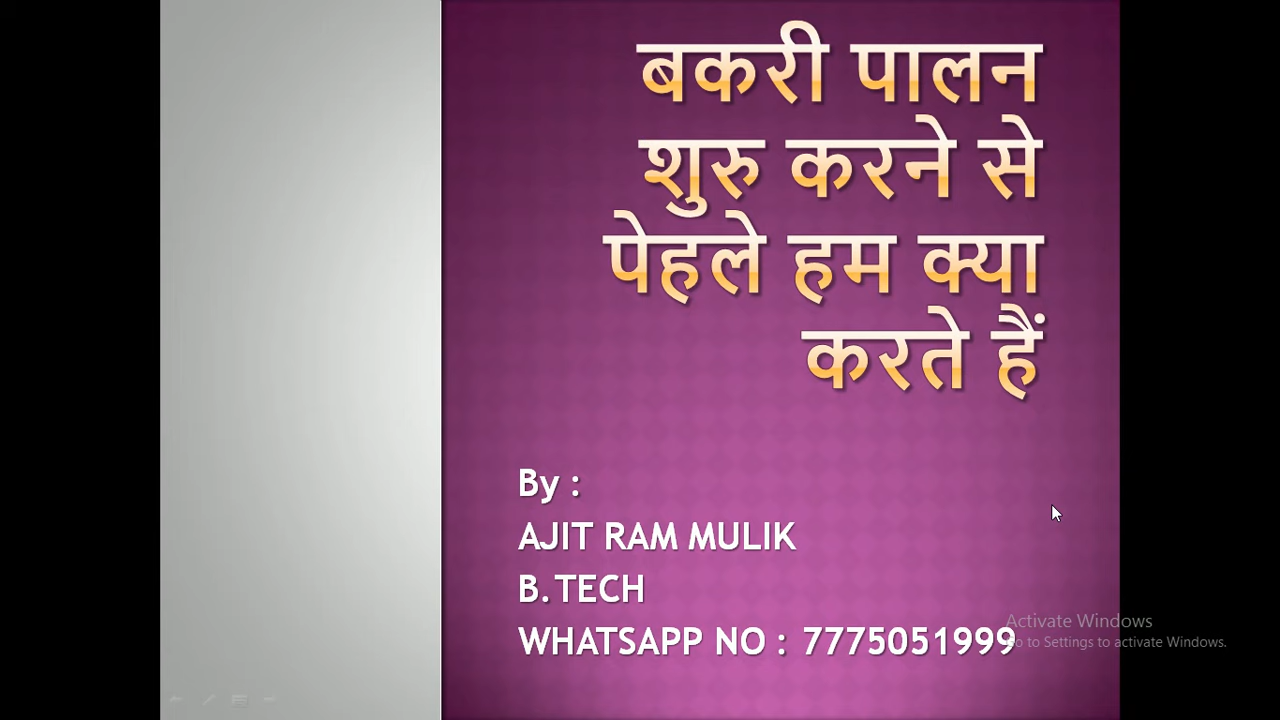 बकरी पालन
शुरु करने से
पेहले हम क्या
करते हैं
By :
AJIT RAM MULIK
B.TECH
WHATSAPP NO : 7775051999
Activate Windows
Go to Settings to activate Windows.